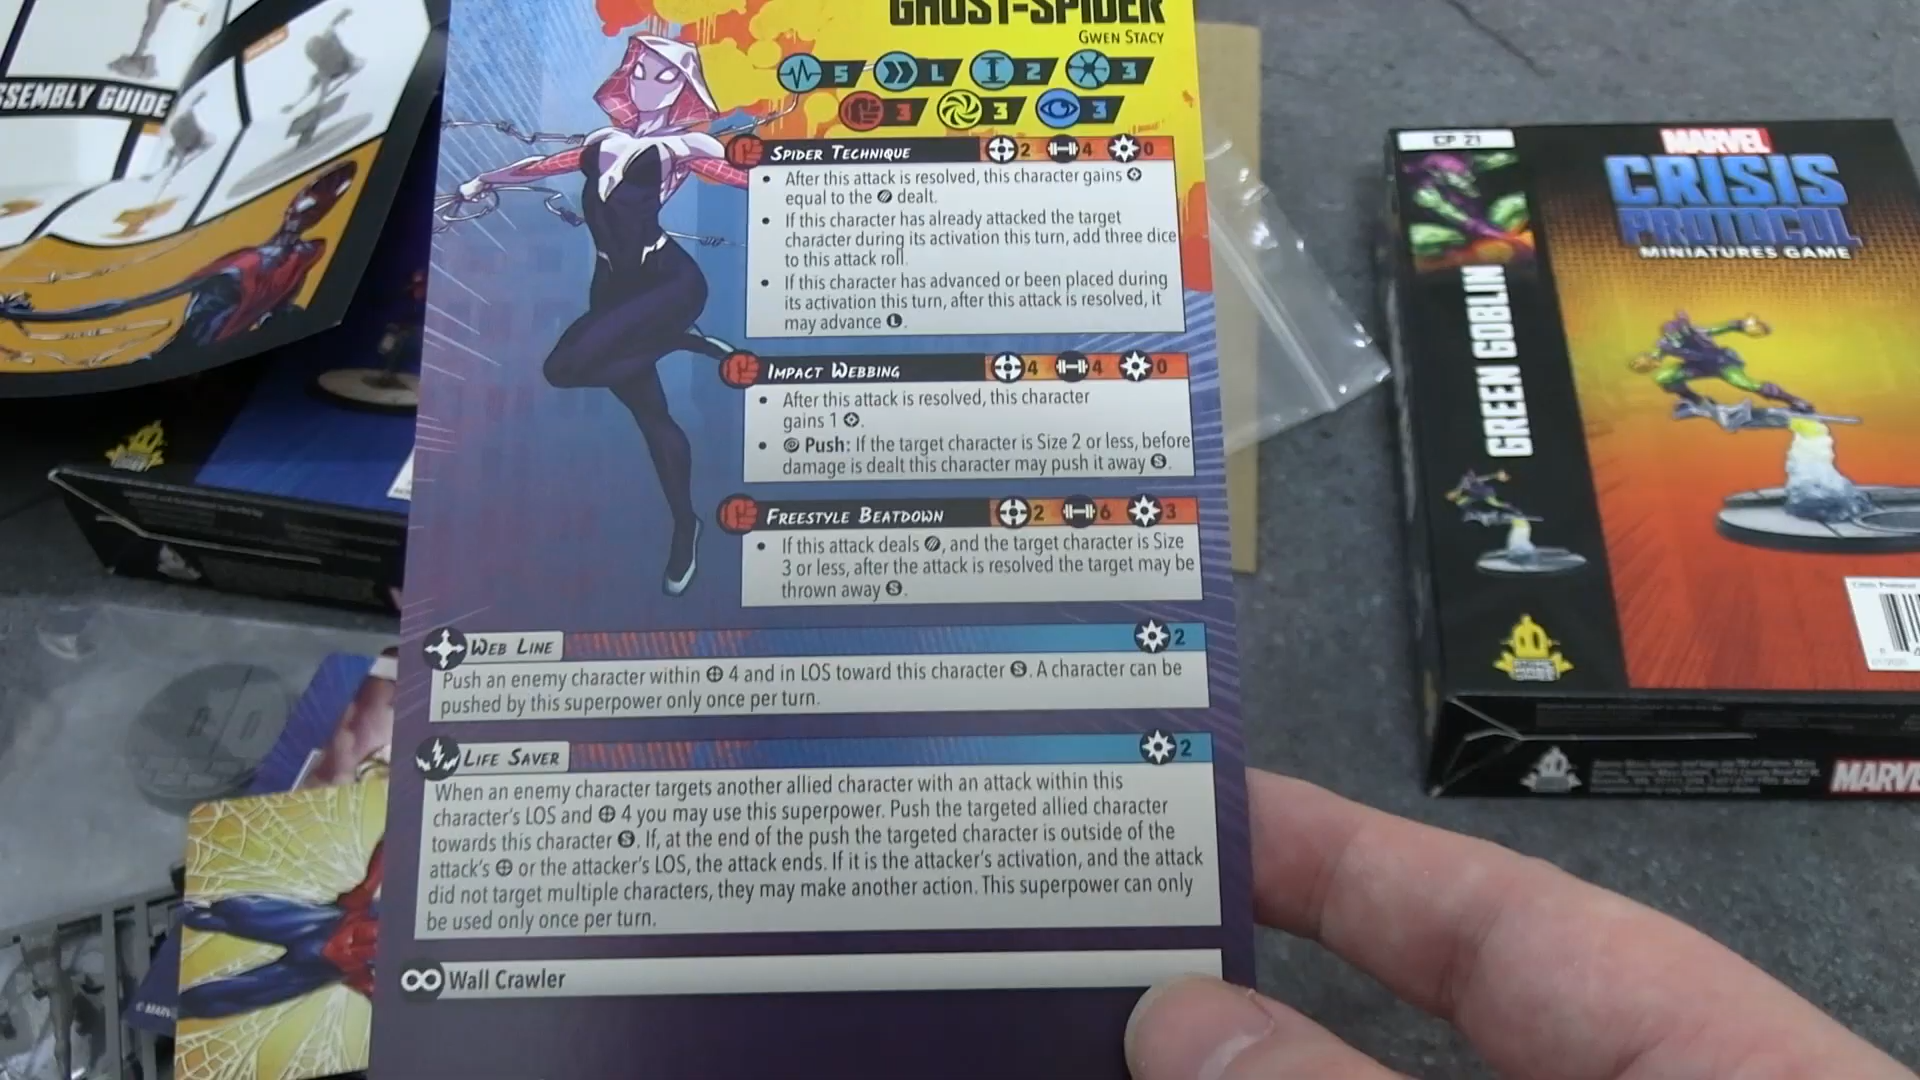 GHOST-SPIDER
GWEN STACY
5 L 2 3
3 3 3
SPIDER TECHNIQUE 2 4 0
• After this attack is resolved, this character gains
equal to the dealt.
• If this character has already attacked the target
character during its activation this turn, add three dice
to this attack roll.
• If this character has advanced or been placed during
its activation this turn, after this attack is resolved, it
may advance L.
IMPACT WEBBING 4 4 0
• After this attack is resolved, this character
gains 1
• Push: If the target character is Size 2 or less, before
damage is dealt this character may push it away S.
FREESTYLE BEATDOWN 2 6 3
• If this attack deals , and the target character is Size
3 or less, after the attack is resolved the target may be
thrown away S.
WEB LINE 2
Push an enemy character within 4 and in LOS toward this character S. A character can be
pushed by this superpower only once per turn.
LIFE SAVER 2
When an enemy character targets another allied character with an attack within this
character's LOS and 4 you may use this superpower. Push the targeted allied character
towards this character S. If, at the end of the push the targeted character is outside of the
attack's or the attacker's LOS, the attack ends. If it is the attacker's activation, and the attack
did not target multiple characters, they may make another action. This superpower can only
be used only once per turn.
Wall Crawler
SSEMBLY GUIDE
CP 21
GREEN GOBLIN
MARVEL
CRISIS
PROTOCOL
MINIATURES GAME
MARVE
© MARV